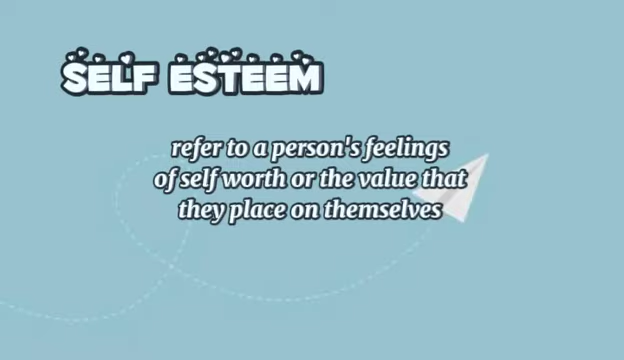 SELF ESTEEM
refer to a person's feelings
of self worth or the value that
they place on themselves